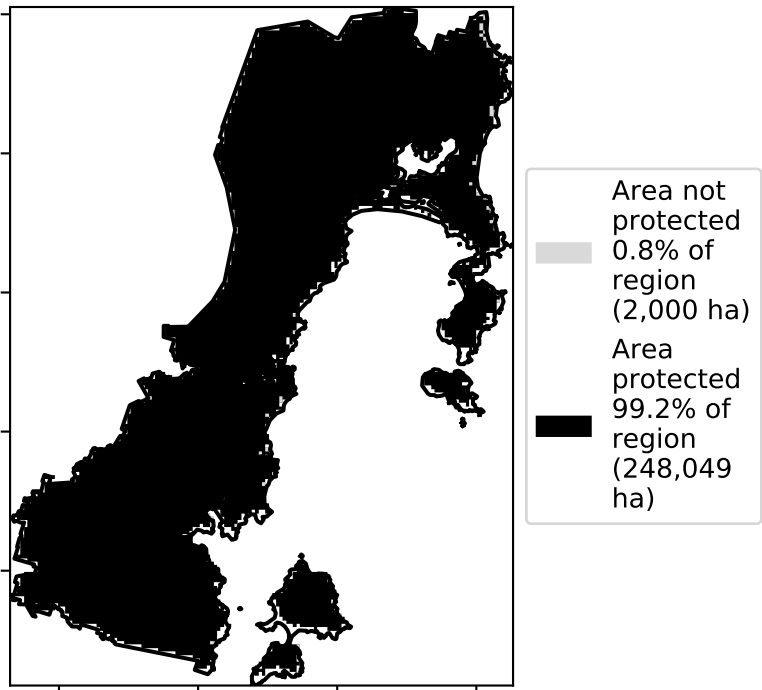 Area not
protected
0.8% of
region
(2,000 ha)
Area
protected
99.2% of
region
(248,049
ha)